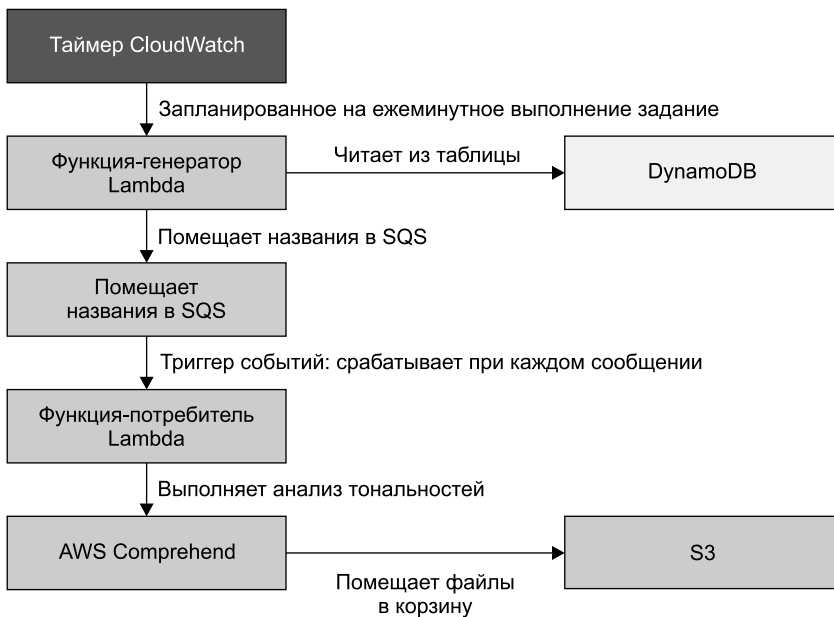 Таймер CloudWatch
Запланированное на ежеминутное выполнение задание
Функция-генератор
Lambda
Читает из таблицы
DynamoDB
Помещает названия в SQS
Помещает
названия в SQS
Триггер событий: срабатывает при каждом сообщении
Функция-потребитель
Lambda
Выполняет анализ тональностей
AWS Comprehend
S3
Помещает файлы
в корзину